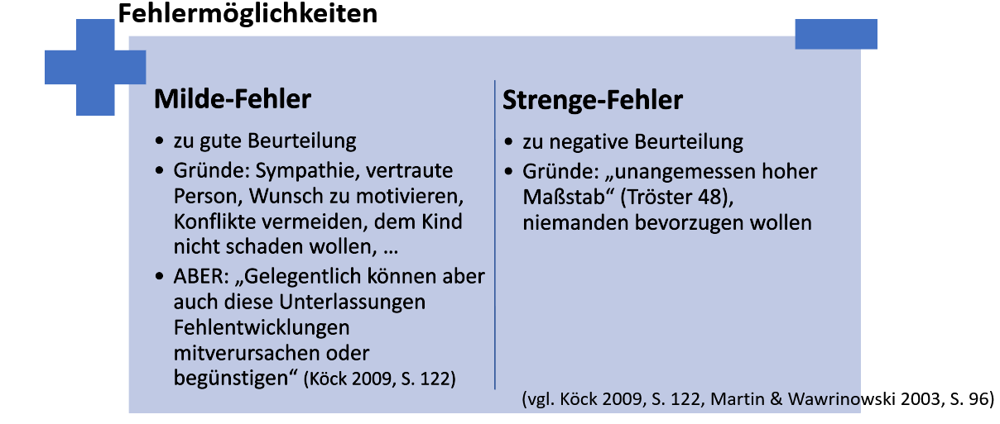 Fehlermöglichkeiten
Milde-Fehler
• zu gute Beurteilung
• Gründe: Sympathie, vertraute
Person, Wunsch zu motivieren,
Konflikte vermeiden, dem Kind
nicht schaden wollen, …
• ABER: „Gelegentlich können aber
auch diese Unterlassungen
Fehlentwicklungen
mitverursachen oder
begünstigen“ (Köck 2009, S. 122)
Strenge-Fehler
• zu negative Beurteilung
• Gründe: „unangemessen hoher
Maßstab“ (Tröster 48),
niemanden bevorzugen wollen
(vgl. Köck 2009, S. 122, Martin & Wawrinowski 2003, S. 96)